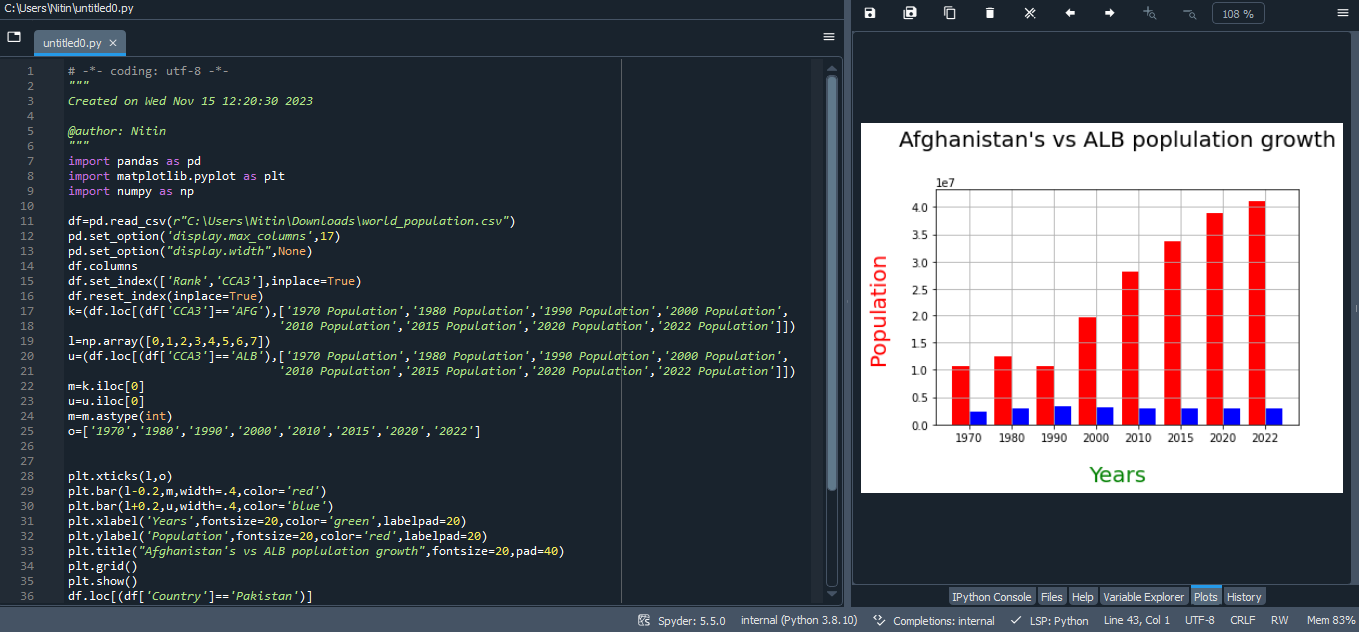 C:\Users\Nitin\untitled0.py
untitled0.py
108 %
1 # -*- coding: utf-8 -*-
2 """
3 Created on Wed Nov 15 12:20:30 2023
4
5 @author: Nitin
6 """
7 import pandas as pd
8 import matplotlib.pyplot as plt
9 import numpy as np
10
11 df=pd.read_csv(r"C:\Users\Nitin\Downloads\world_population.csv")
12 pd.set_option('display.max_columns',17)
13 pd.set_option("display.width",None)
14 df.columns
15 df.set_index(['Rank','CCA3'],inplace=True)
16 df.reset_index(inplace=True)
17 k=(df.loc[(df['CCA3']=='AFG'),['1970 Population','1980 Population','1990 Population','2000 Population',
18 '2010 Population','2015 Population','2020 Population','2022 Population']])
19 l=np.array([0,1,2,3,4,5,6,7])
20 u=(df.loc[(df['CCA3']=='ALB'),['1970 Population','1980 Population','1990 Population','2000 Population',
21 '2010 Population','2015 Population','2020 Population','2022 Population']])
22 m=k.iloc[0]
23 u=u.iloc[0]
24 m=m.astype(int)
25 o=['1970','1980','1990','2000','2010','2015','2020','2022']
26
27
28 plt.xticks(l,o)
29 plt.bar(l-0.2,m,width=.4,color='red')
30 plt.bar(l+0.2,u,width=.4,color='blue')
31 plt.xlabel('Years',fontsize=20,color='green',labelpad=20)
32 plt.ylabel('Population',fontsize=20,color='red',labelpad=20)
33 plt.title("Afghanistan's vs ALB poplulation growth",fontsize=20,pad=40)
34 plt.grid()
35 plt.show()
36 df.loc[(df['Country']=='Pakistan')]
Afghanistan's vs ALB poplulation growth
1e7
4.0
3.5
3.0
2.5
2.0
1.5
1.0
0.5
0.0
Population
1970 1980 1990 2000 2010 2015 2020 2022
Years
IPython Console Files Help Variable Explorer Plots History
Spyder: 5.5.0 internal (Python 3.8.10) Completions: internal LSP: Python Line 43, Col 1 UTF-8 CRLF RW Mem 83%